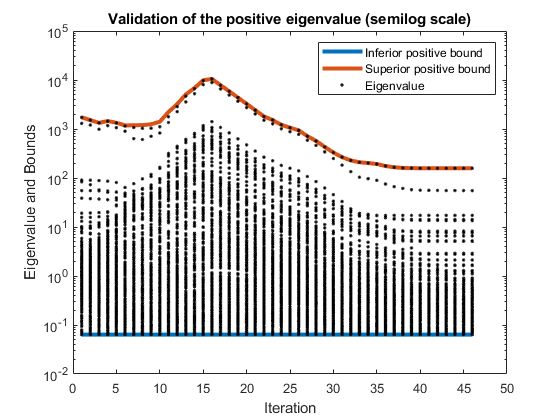 Validation of the positive eigenvalue (semilog scale)
10^5
10^4
10^3
10^2
10^1
10^0
10^-1
10^-2
Eigenvalue and Bounds
Inferior positive bound
Superior positive bound
Eigenvalue
0 5 10 15 20 25 30 35 40 45 50
Iteration